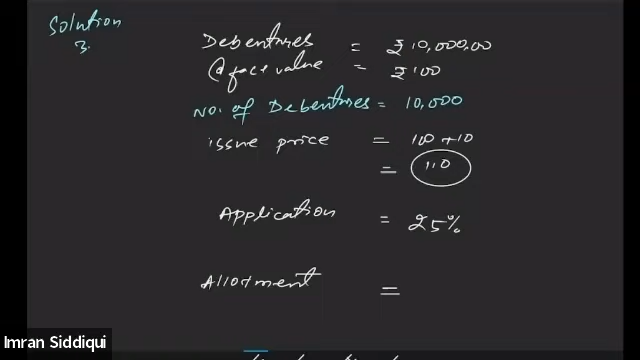 Solution
3.
Debentures = ₹10,000,00
@ face value = ₹100
No. of Debentures = 10,000
issue price = 100 + 10
= 110
Application = 25%
Allotment =
Imran Siddiqui